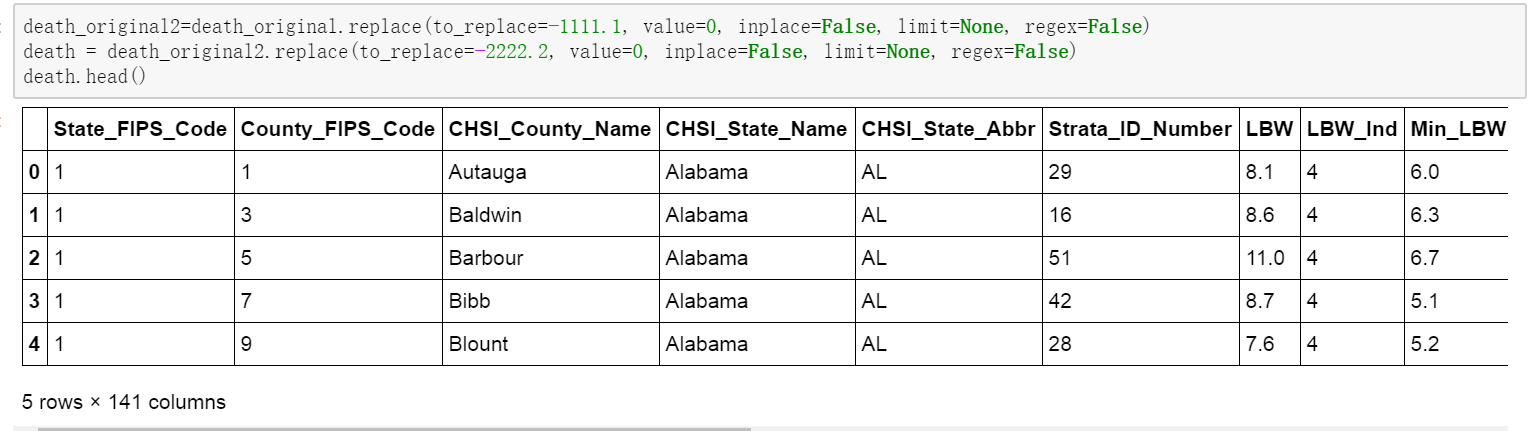 death_original2=death_original.replace(to_replace=-1111.1, value=0, inplace=False, limit=None, regex=False)
death = death_original2.replace(to_replace=-2222.2, value=0, inplace=False, limit=None, regex=False)
death.head()
State_FIPS_Code County_FIPS_Code CHSI_County_Name CHSI_State_Name CHSI_State_Abbr Strata_ID_Number LBW LBW_Ind Min_LBW
0 1 1 Autauga Alabama AL 29 8.1 4 6.0
1 1 3 Baldwin Alabama AL 16 8.6 4 6.3
2 1 5 Barbour Alabama AL 51 11.0 4 6.7
3 1 7 Bibb Alabama AL 42 8.7 4 5.1
4 1 9 Blount Alabama AL 28 7.6 4 5.2
5 rows × 141 columns